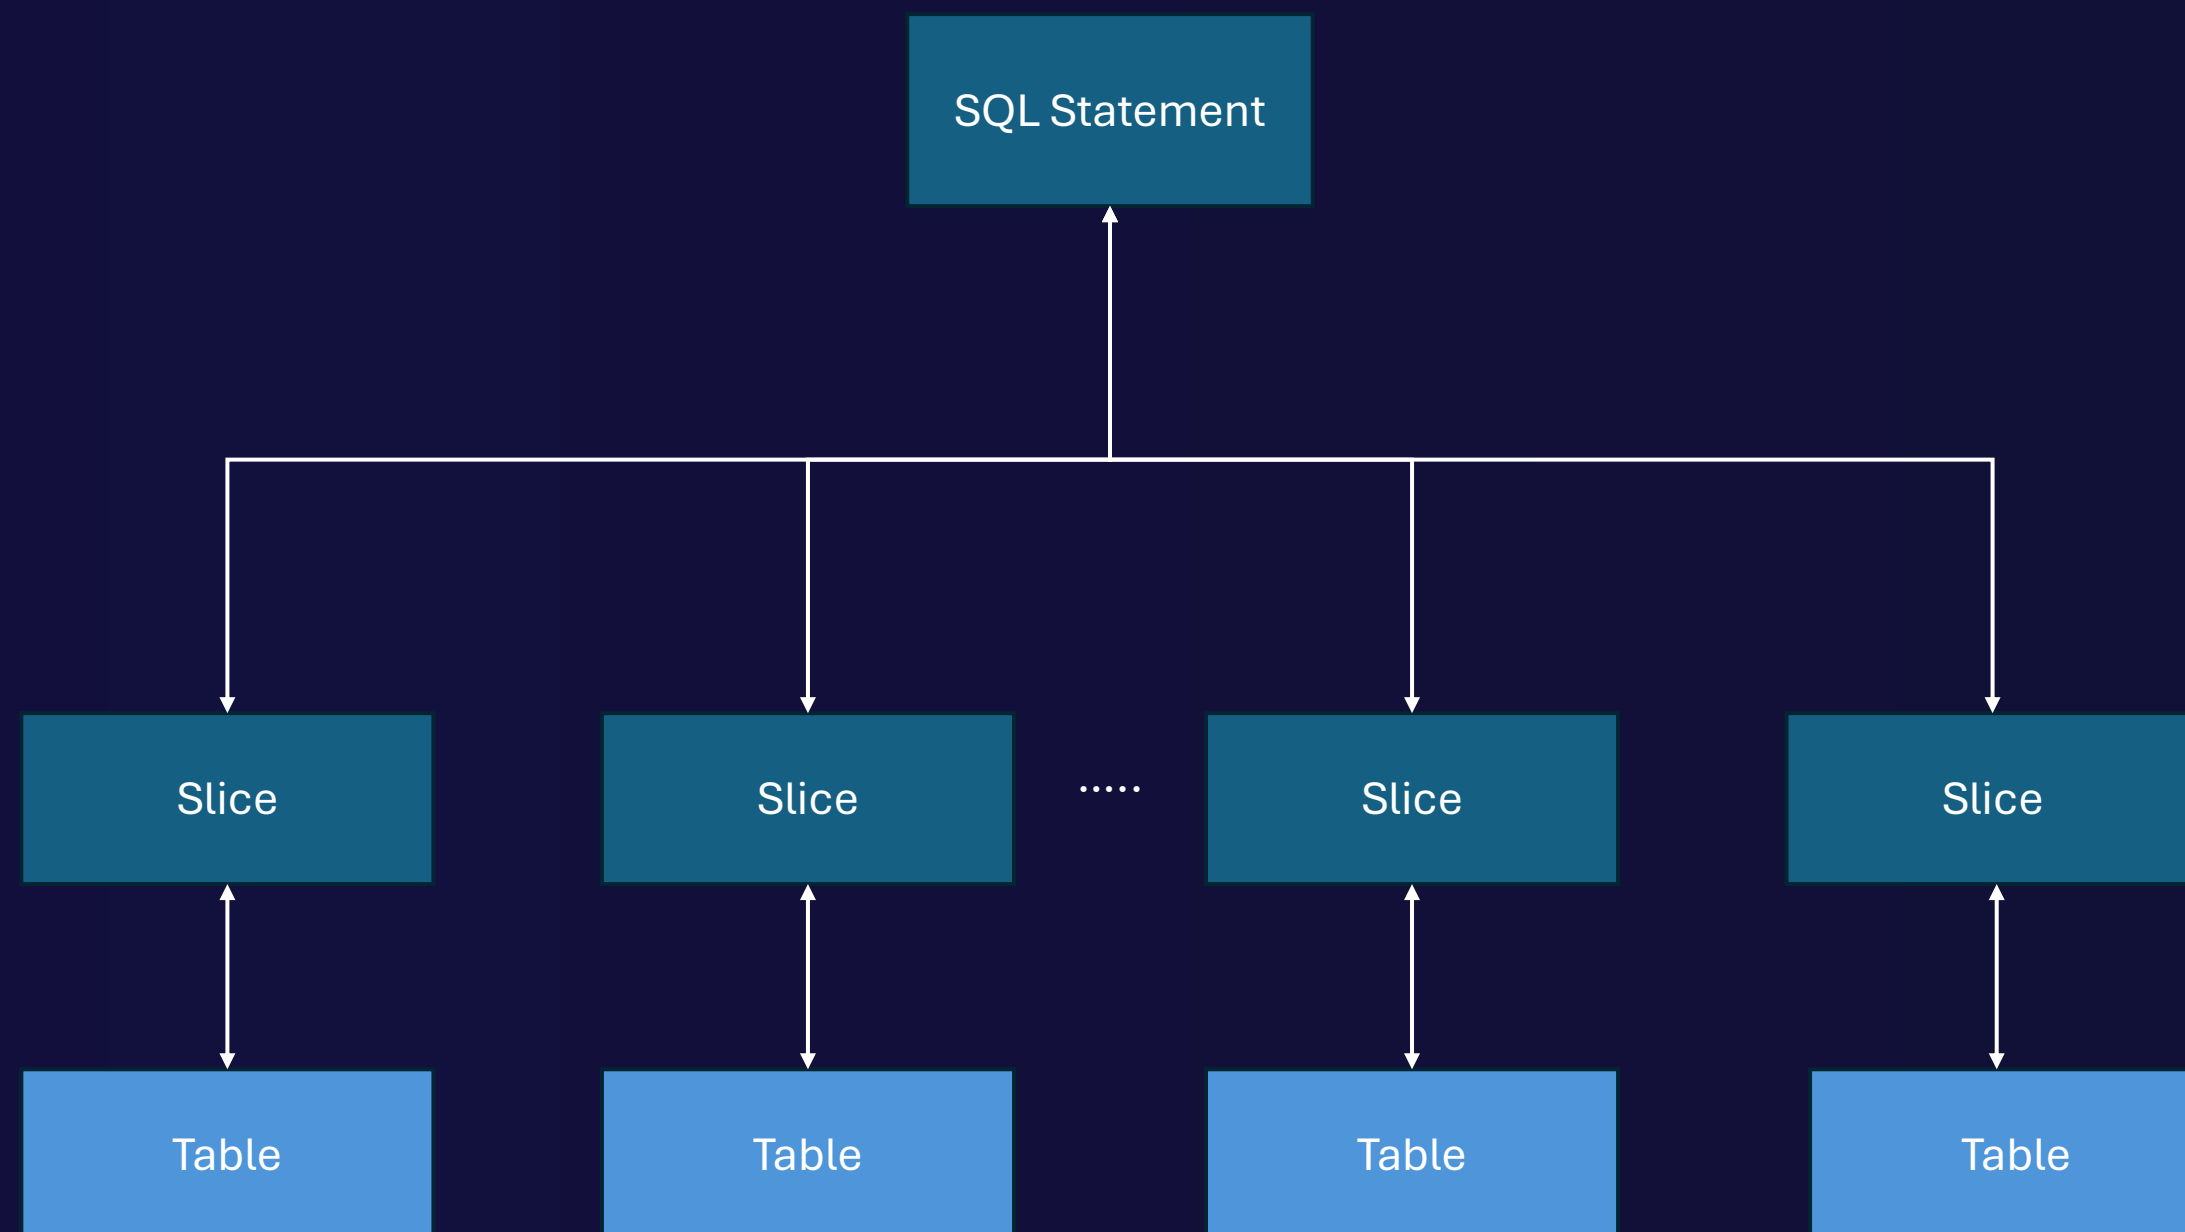 SQL Statement
Slice
Slice
.....
Slice
Slice
Table
Table
Table
Table